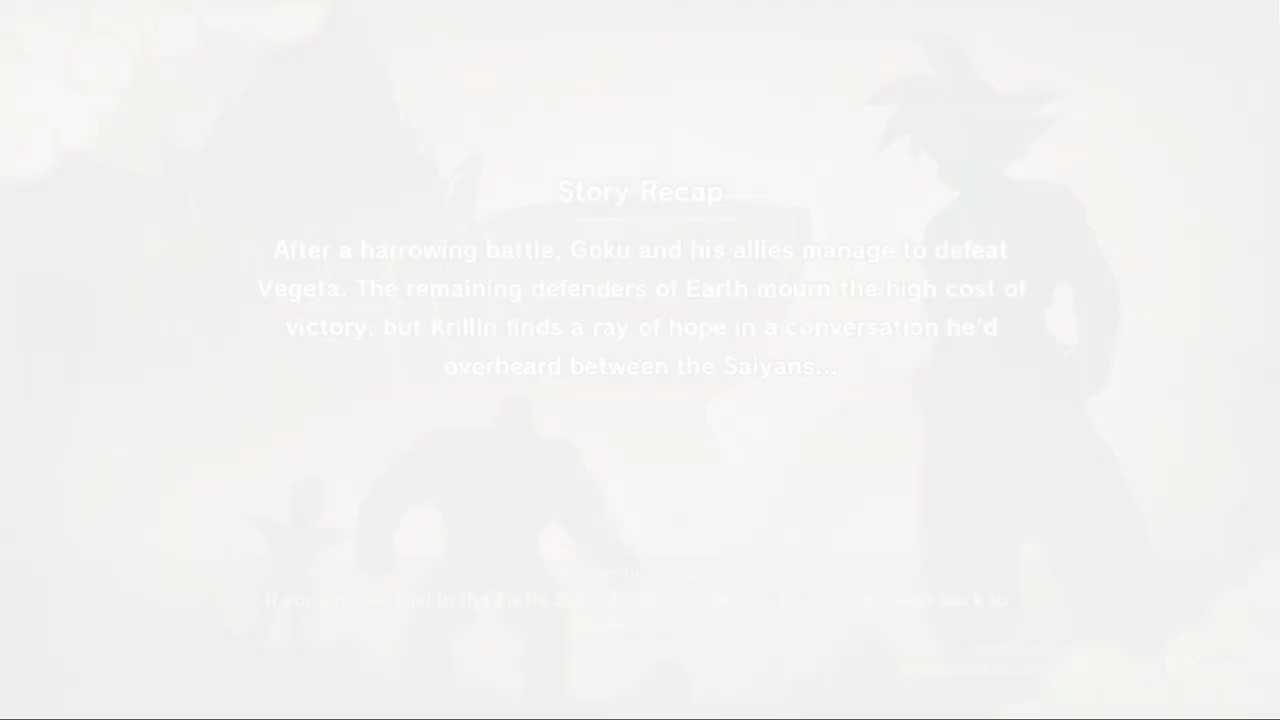 Story Recap
After a harrowing battle, Goku and his allies manage to defeat
Vegeta. The remaining defenders of Earth mourn the high cost of
victory, but Krillin finds a ray of hope in a conversation he'd
overheard between the Saiyans...